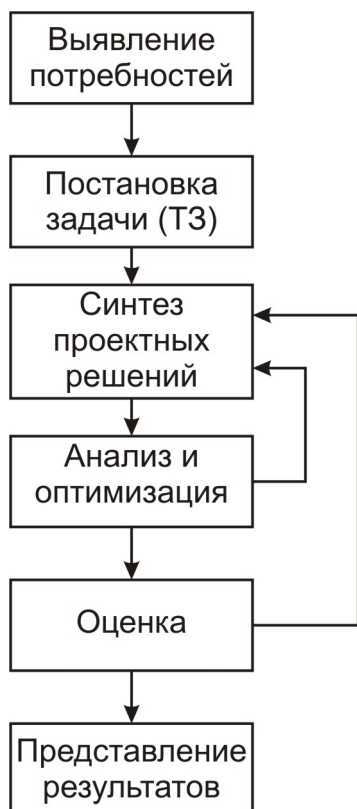 Выявление
потребностей
Постановка
задачи (ТЗ)
Синтез
проектных
решений
Анализ и
оптимизация
Оценка
Представление
результатов